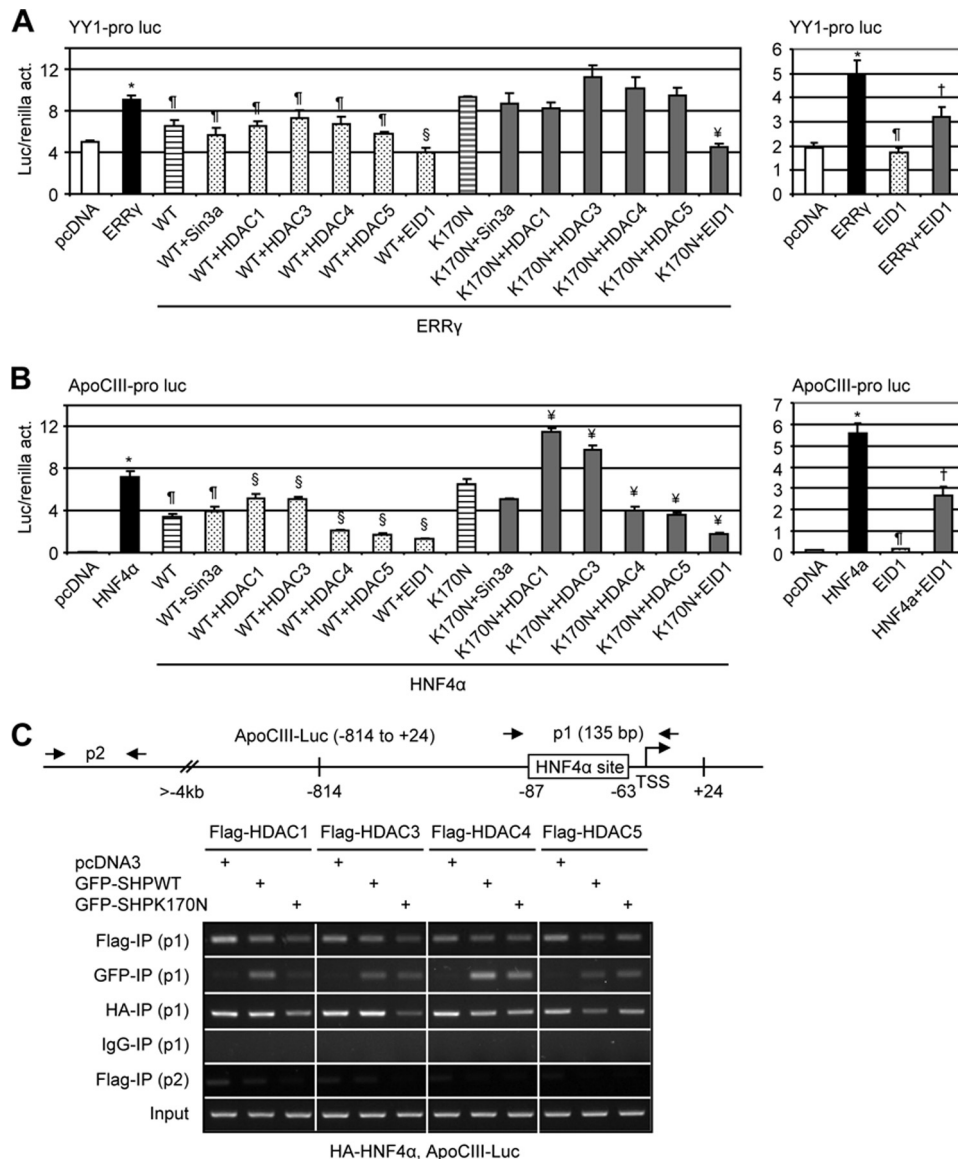 A
YY1-pro luc
Luc/renilla act.
12
8
4
0
*
¶
¶
¶
¶
¶
¶
§
¥
pcDNA
ERRγ
WT
WT+Sin3a
WT+HDAC1
WT+HDAC3
WT+HDAC4
WT+HDAC5
WT+EID1
K170N
K170N+Sin3a
K170N+HDAC1
K170N+HDAC3
K170N+HDAC4
K170N+HDAC5
K170N+EID1
ERRγ
YY1-pro luc
6
5
4
3
2
1
0
*
¶
†
pcDNA
ERRγ
EID1
ERRγ+EID1
B
ApoCIII-pro luc
Luc/renilla act.
12
8
4
0
*
¶
¶
§
§
§
§
§
¥
¥
¥
¥
¥
pcDNA
HNF4α
WT
WT+Sin3a
WT+HDAC1
WT+HDAC3
WT+HDAC4
WT+HDAC5
WT+EID1
K170N
K170N+Sin3a
K170N+HDAC1
K170N+HDAC3
K170N+HDAC4
K170N+HDAC5
K170N+EID1
HNF4α
ApoCIII-pro luc
7
6
5
4
3
2
1
0
*
¶
†
pcDNA
HNF4a
EID1
HNF4a+EID1
C
p2 ApoCIII-Luc (-814 to +24) p1 (135 bp)
HNF4α site
TSS
>-4kb -814 -87 -63 +24
Flag-HDAC1 Flag-HDAC3 Flag-HDAC4 Flag-HDAC5
pcDNA3 + + + +
GFP-SHPWT + + + +
GFP-SHPK170N + + + +
Flag-IP (p1)
GFP-IP (p1)
HA-IP (p1)
IgG-IP (p1)
Flag-IP (p2)
Input
HA-HNF4α, ApoCIII-Luc